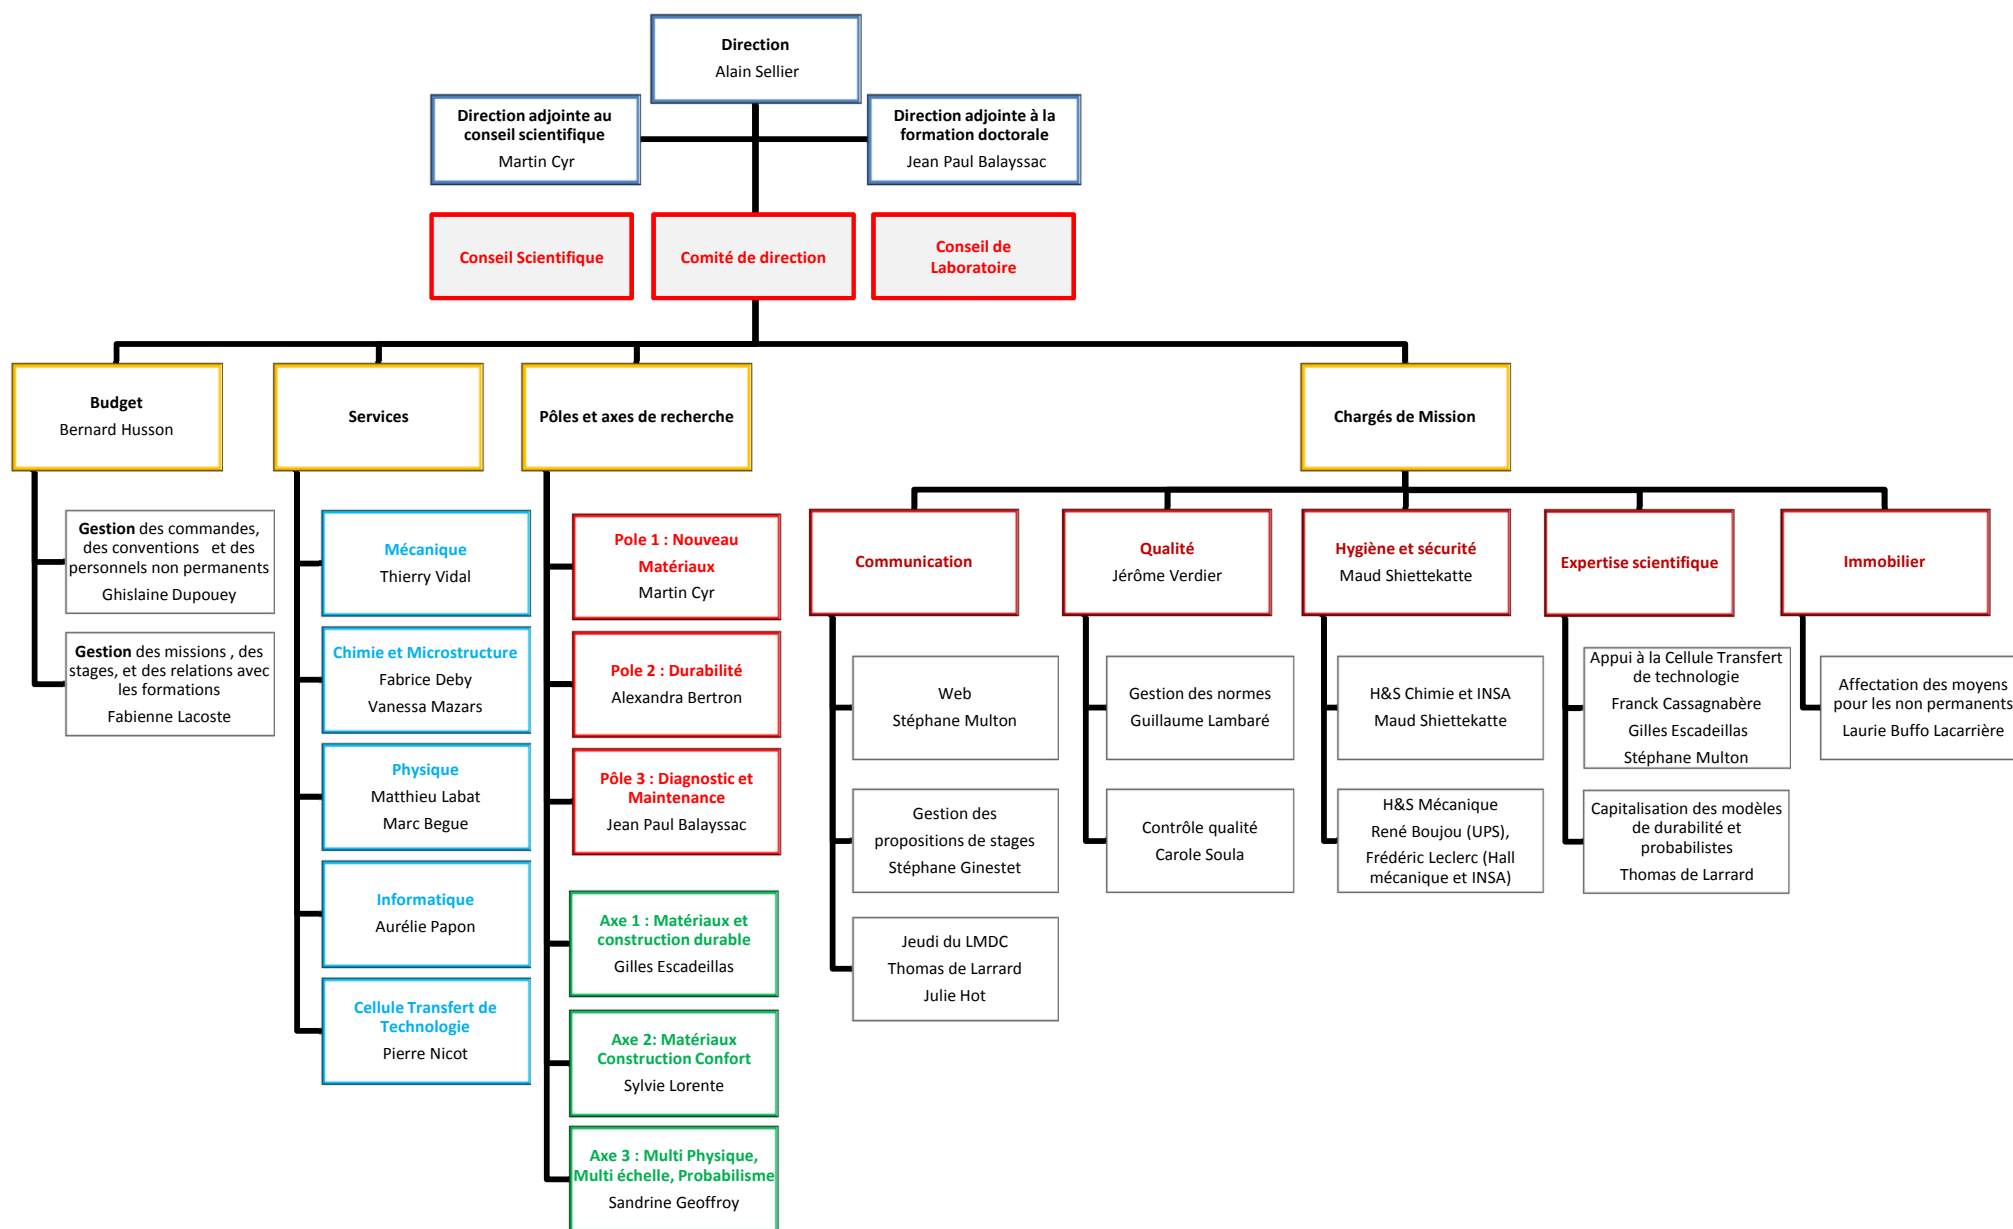 Direction
Alain Sellier
Direction adjointe au
conseil scientifique
Martin Cyr
Direction adjointe à la
formation doctorale
Jean Paul Balayssac
Conseil Scientifique
Comité de direction
Conseil de
Laboratoire
Budget
Bernard Husson
Services
Pôles et axes de recherche
Chargés de Mission
Gestion des commandes,
des conventions et des
personnels non permanents
Ghislaine Dupouey
Gestion des missions , des
stages, et des relations avec
les formations
Fabienne Lacoste
Mécanique
Thierry Vidal
Chimie et Microstructure
Fabrice Deby
Vanessa Mazars
Physique
Matthieu Labat
Marc Begue
Informatique
Aurélie Papon
Cellule Transfert de
Technologie
Pierre Nicot
Pole 1 : Nouveau
Matériaux
Martin Cyr
Pole 2 : Durabilité
Alexandra Bertron
Pôle 3 : Diagnostic et
Maintenance
Jean Paul Balayssac
Axe 1 : Matériaux et
construction durable
Gilles Escadeillas
Axe 2: Matériaux
Construction Confort
Sylvie Lorente
Axe 3 : Multi Physique,
Multi échelle, Probabilisme
Sandrine Geoffroy
Communication
Web
Stéphane Multon
Gestion des
propositions de stages
Stéphane Ginestet
Jeudi du LMDC
Thomas de Larrard
Julie Hot
Qualité
Jérôme Verdier
Gestion des normes
Guillaume Lambaré
Contrôle qualité
Carole Soula
Hygiène et sécurité
Maud Shiettekatte
H&S Chimie et INSA
Maud Shiettekatte
H&S Mécanique
René Boujou (UPS),
Frédéric Leclerc (Hall
mécanique et INSA)
Expertise scientifique
Appui à la Cellule Transfert
de technologie
Franck Cassagnabère
Gilles Escadeillas
Stéphane Multon
Capitalisation des modèles
de durabilité et
probabilistes
Thomas de Larrard
Immobilier
Affectation des moyens
pour les non permanents
Laurie Buffo Lacarrière